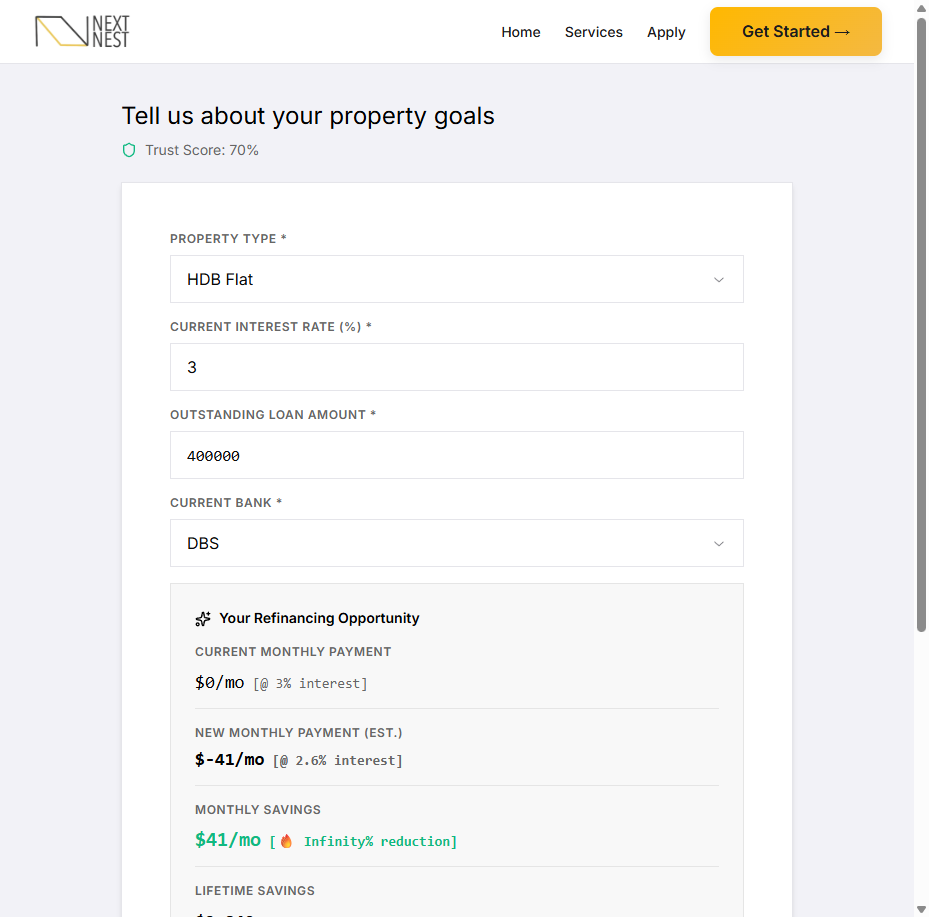 NEXT
NEST
Home Services Apply Get Started →
Tell us about your property goals
Trust Score: 70%
PROPERTY TYPE *
HDB Flat
CURRENT INTEREST RATE (%) *
3
OUTSTANDING LOAN AMOUNT *
400000
CURRENT BANK *
DBS
Your Refinancing Opportunity
CURRENT MONTHLY PAYMENT
$0/mo [@ 3% interest]
NEW MONTHLY PAYMENT (EST.)
$-41/mo [@ 2.6% interest]
MONTHLY SAVINGS
$41/mo [🔥 Infinity% reduction]
LIFETIME SAVINGS